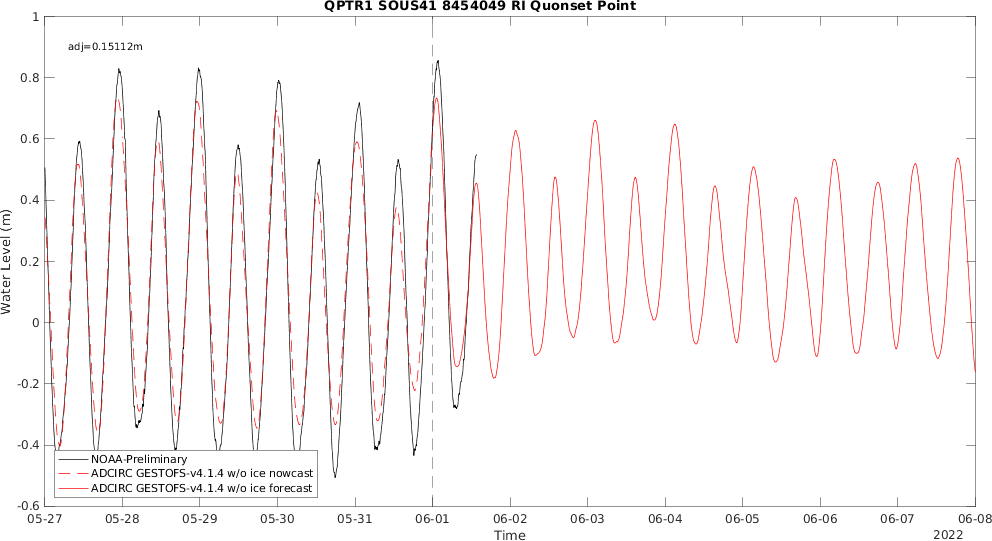 QPTR1 SOUS41 8454049 RI Quonset Point
adj=0.15112m
1
0.8
0.6
0.4
0.2
0
-0.2
-0.4
-0.6
Water Level (m)
NOAA-Preliminary
ADCIRC GESTOFS-v4.1.4 w/o ice nowcast
ADCIRC GESTOFS-v4.1.4 w/o ice forecast
05-27 05-28 05-29 05-30 05-31 06-01 06-02 06-03 06-04 06-05 06-06 06-07 06-08
Time
2022